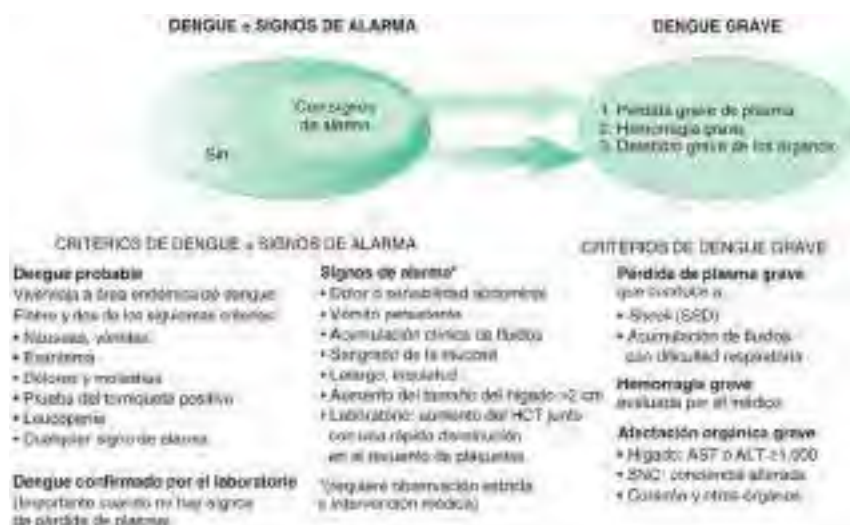 DENGUE ± SIGNOS DE ALARMA
DENGUE GRAVE
Con signos
de alarma
Sin
1. Pérdida grave de plasma
2. Hemorragia grave
3. Deterioro grave de los órganos
CRITERIOS DE DENGUE ± SIGNOS DE ALARMA
Dengue probable
Vive/viaja a área endémica de dengue.
Fiebre y dos de los siguientes criterios:
• Náuseas, vómitos
• Exantema
• Dolores y molestias
• Prueba del torniquete positivo
• Leucopenia
• Cualquier signo de alarma
Dengue confirmado por el laboratorio
(Importante cuando no hay signos
de pérdida de plasma)
Signos de alarma*
• Dolor o sensibilidad abdominal
• Vómito persistente
• Acumulación clínica de fluidos
• Sangrado de la mucosa
• Letargo, inquietud
• Aumento del tamaño del hígado >2 cm
• Laboratorio: aumento del HCT junto
con una rápida disminución
en el recuento de plaquetas
*(requiere observación estricta
e intervención médica)
CRITERIOS DE DENGUE GRAVE
Pérdida de plasma grave
que conduce a:
• Shock (SSD)
• Acumulación de fluidos
con dificultad respiratoria
Hemorragia grave
evaluada por el médico
Afectación orgánica grave
• Hígado: AST o ALT ≥1.000
• SNC: conciencia alterada
• Corazón y otros órganos